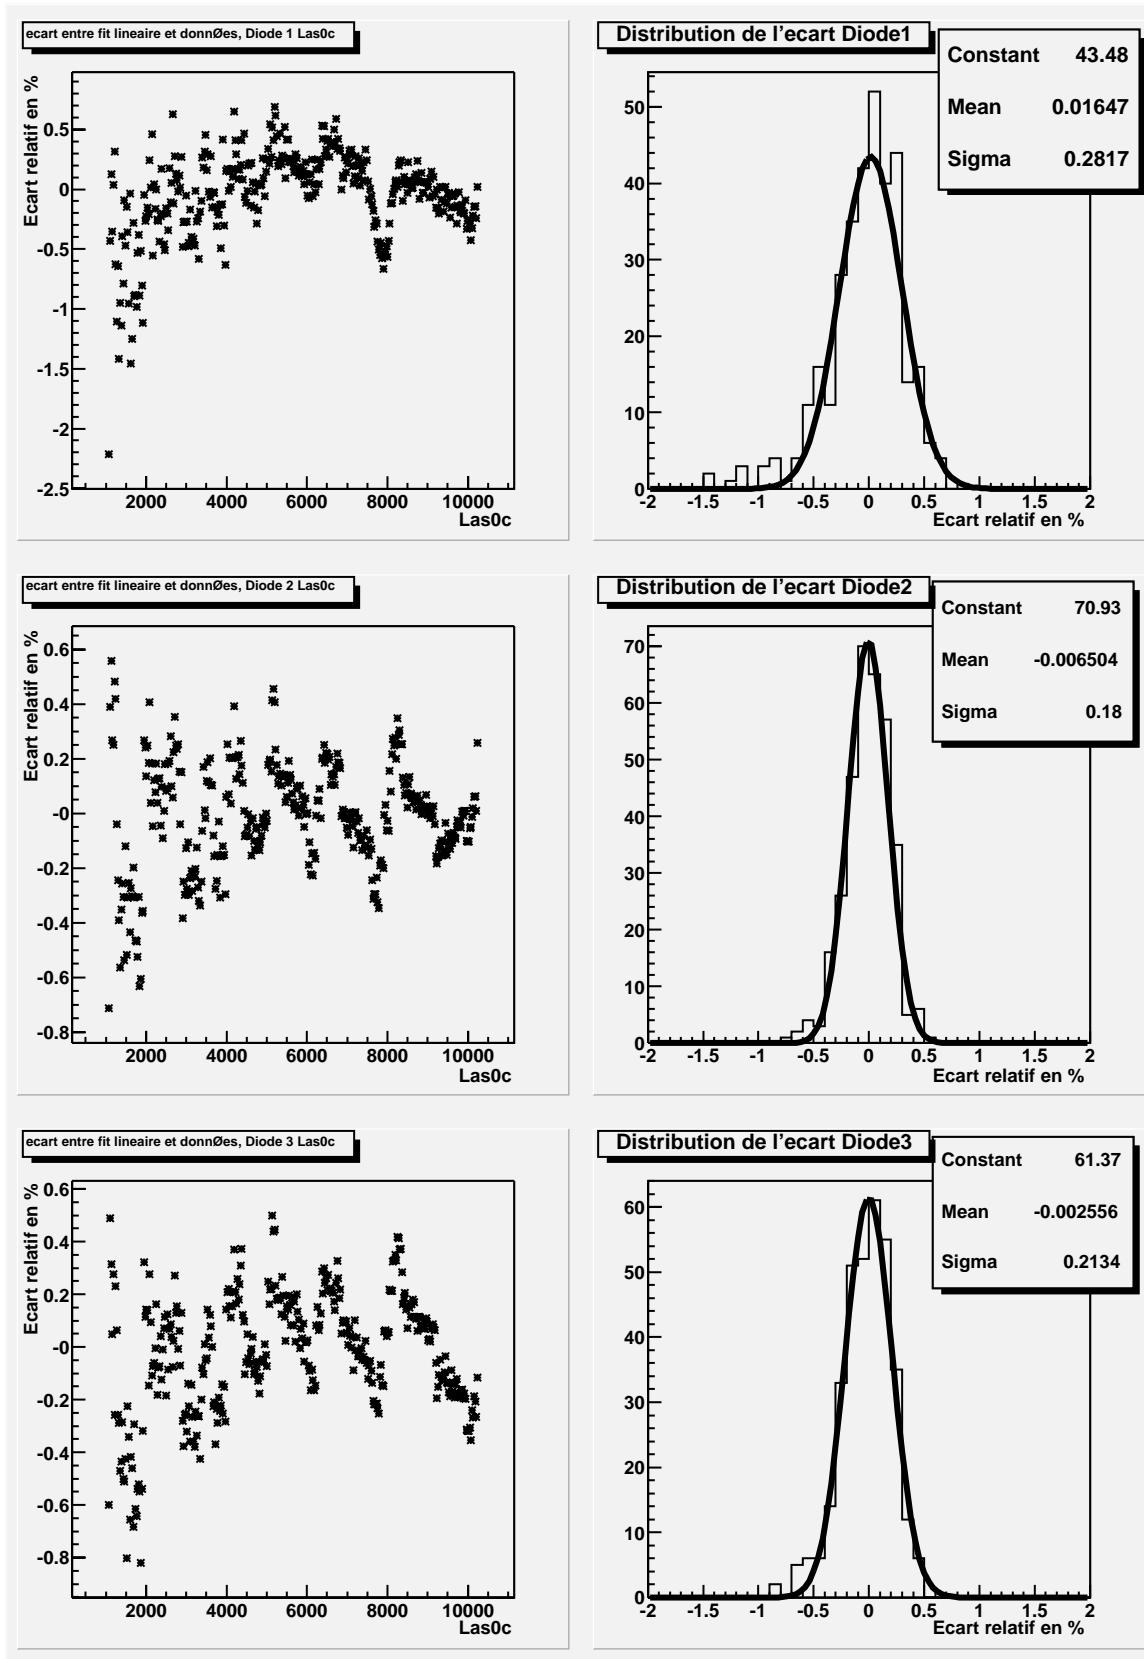 ecart entre fit lineaire et donnØes, Diode 1 Las0c
Ecart relatif en %
0.5
0
-0.5
-1
-1.5
-2
-2.5
2000 4000 6000 8000 10000
Las0c
Distribution de l'ecart Diode1
Constant 43.48
Mean 0.01647
Sigma 0.2817
50
40
30
20
10
0
-2 -1.5 -1 -0.5 0 0.5 1 1.5 2
Ecart relatif en %
ecart entre fit lineaire et donnØes, Diode 2 Las0c
Ecart relatif en %
0.6
0.4
0.2
-0
-0.2
-0.4
-0.6
-0.8
2000 4000 6000 8000 10000
Las0c
Distribution de l'ecart Diode2
Constant 70.93
Mean -0.006504
Sigma 0.18
70
60
50
40
30
20
10
0
-2 -1.5 -1 -0.5 0 0.5 1 1.5 2
Ecart relatif en %
ecart entre fit lineaire et donnØes, Diode 3 Las0c
Ecart relatif en %
0.6
0.4
0.2
-0
-0.2
-0.4
-0.6
-0.8
2000 4000 6000 8000 10000
Las0c
Distribution de l'ecart Diode3
Constant 61.37
Mean -0.002556
Sigma 0.2134
60
50
40
30
20
10
0
-2 -1.5 -1 -0.5 0 0.5 1 1.5 2
Ecart relatif en %